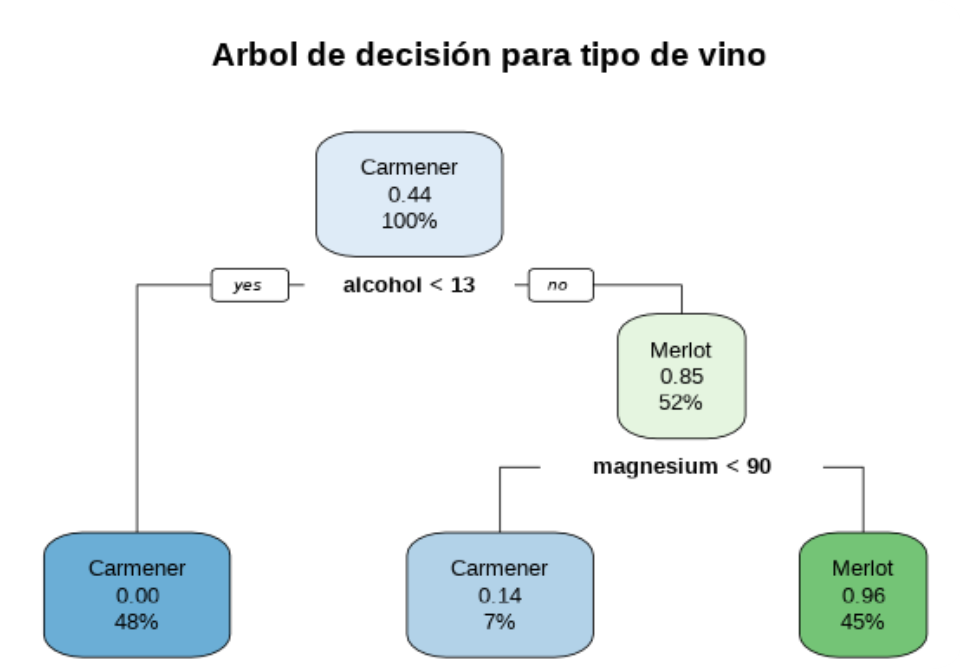 Arbol de decisión para tipo de vino
Carmener
0.44
100%
yes
alcohol < 13
no
Merlot
0.85
52%
magnesium < 90
Carmener
0.00
48%
Carmener
0.14
7%
Merlot
0.96
45%